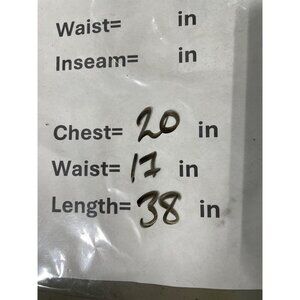 Waist= in
Inseam= in
Chest= 20 in
Waist= 17 in
Length= 38 in